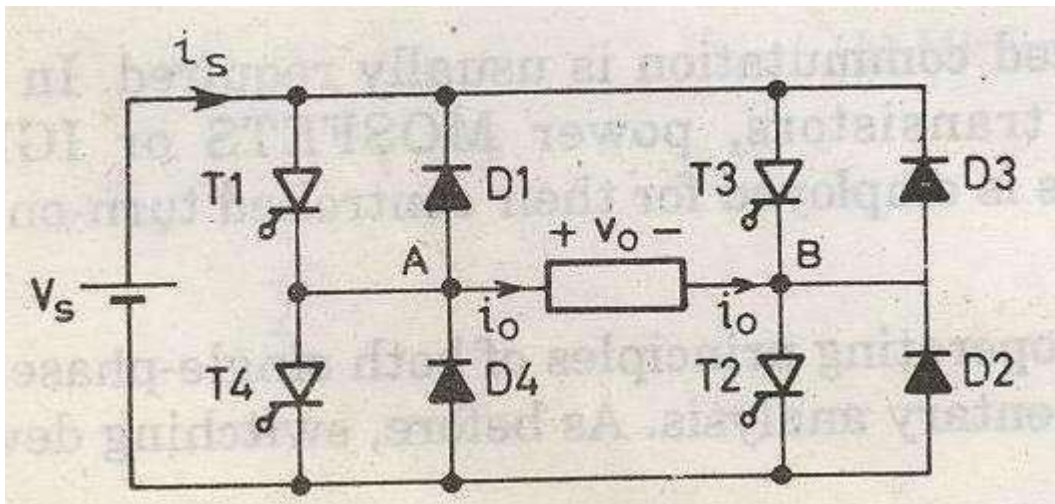 i_s
T1 D1 T3 D3
+ v_o −
A B
V_s i_o i_o
T4 D4 T2 D2